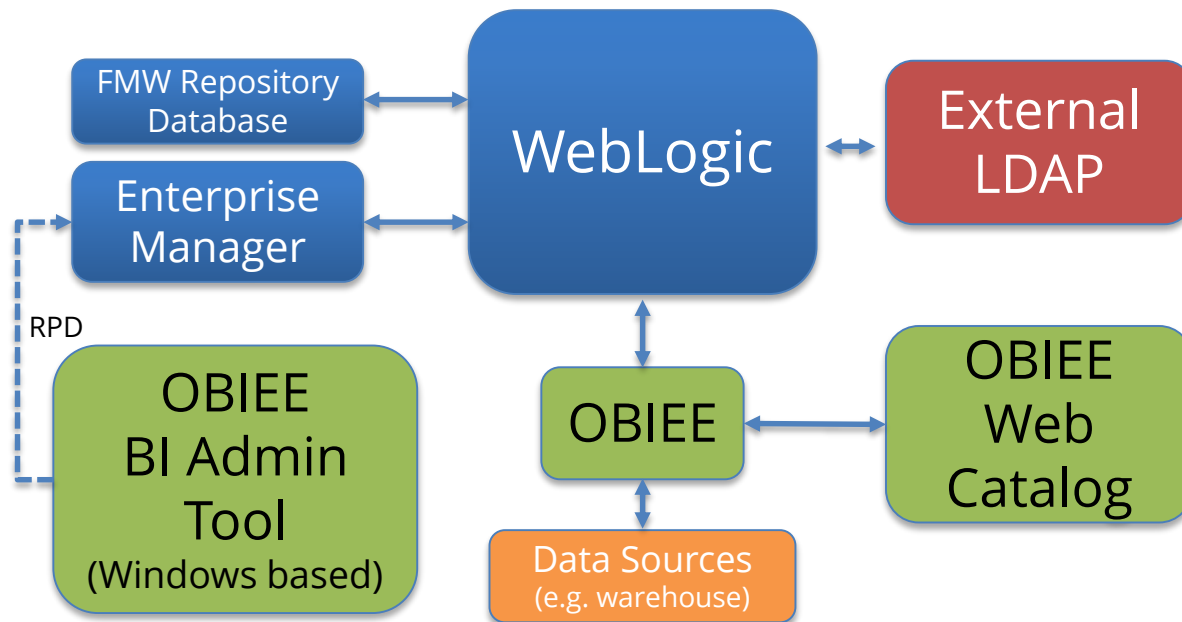 FMW Repository
Database
WebLogic
External
LDAP
Enterprise
Manager
RPD
OBIEE
BI Admin
Tool
(Windows based)
OBIEE
OBIEE
Web
Catalog
Data Sources
(e.g. warehouse)